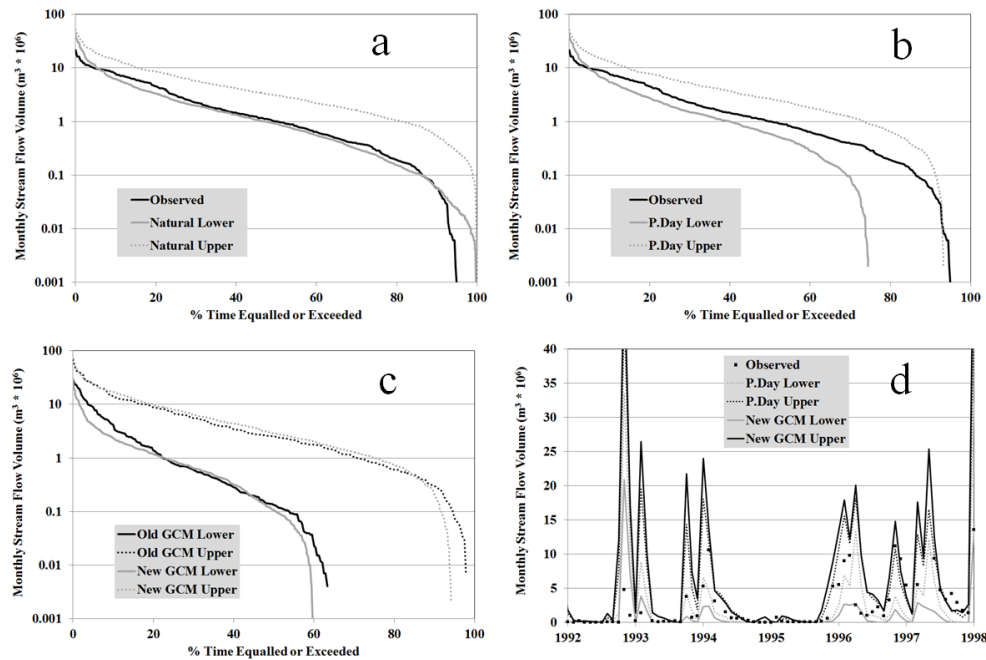 a
Monthly Stream Flow Volume (m³ * 10⁶)
100
10
1
0.1
0.01
0.001
Observed
Natural Lower
Natural Upper
0 20 40 60 80 100
% Time Equalled or Exceeded
b
Monthly Stream Flow Volume (m³ * 10⁶)
100
10
1
0.1
0.01
0.001
Observed
P.Day Lower
P.Day Upper
0 20 40 60 80 100
% Time Equalled or Exceeded
c
Monthly Stream Flow Volume (m³ * 10⁶)
100
10
1
0.1
0.01
0.001
Old GCM Lower
Old GCM Upper
New GCM Lower
New GCM Upper
0 20 40 60 80 100
% Time Equalled or Exceeded
d
Monthly Stream Flow Volume (m³ * 10⁶)
40
35
30
25
20
15
10
5
0
Observed
P.Day Lower
P.Day Upper
New GCM Lower
New GCM Upper
1992 1993 1994 1995 1996 1997 1998